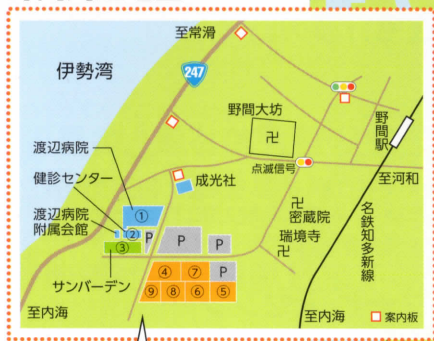 至常滑
伊勢湾
247
野間大坊
卍
野間駅
渡辺病院
点滅信号
健診センター
成光社
至河和
①
渡辺病院
附属会館
②
卍
密蔵院
③
P
P
P
瑞境寺
卍
名鉄知多新線
サンバーデン
④
⑦
P
⑨
⑧
⑥
⑤
至内海
至内海
案内板